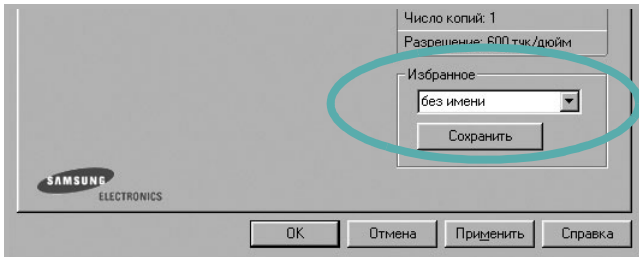 Число копий: 1
Разрешение: 600 тчк/дюйм
Избранное
без имени
Сохранить
SAMSUNG
ELECTRONICS
OK
Отмена
Применить
Справка